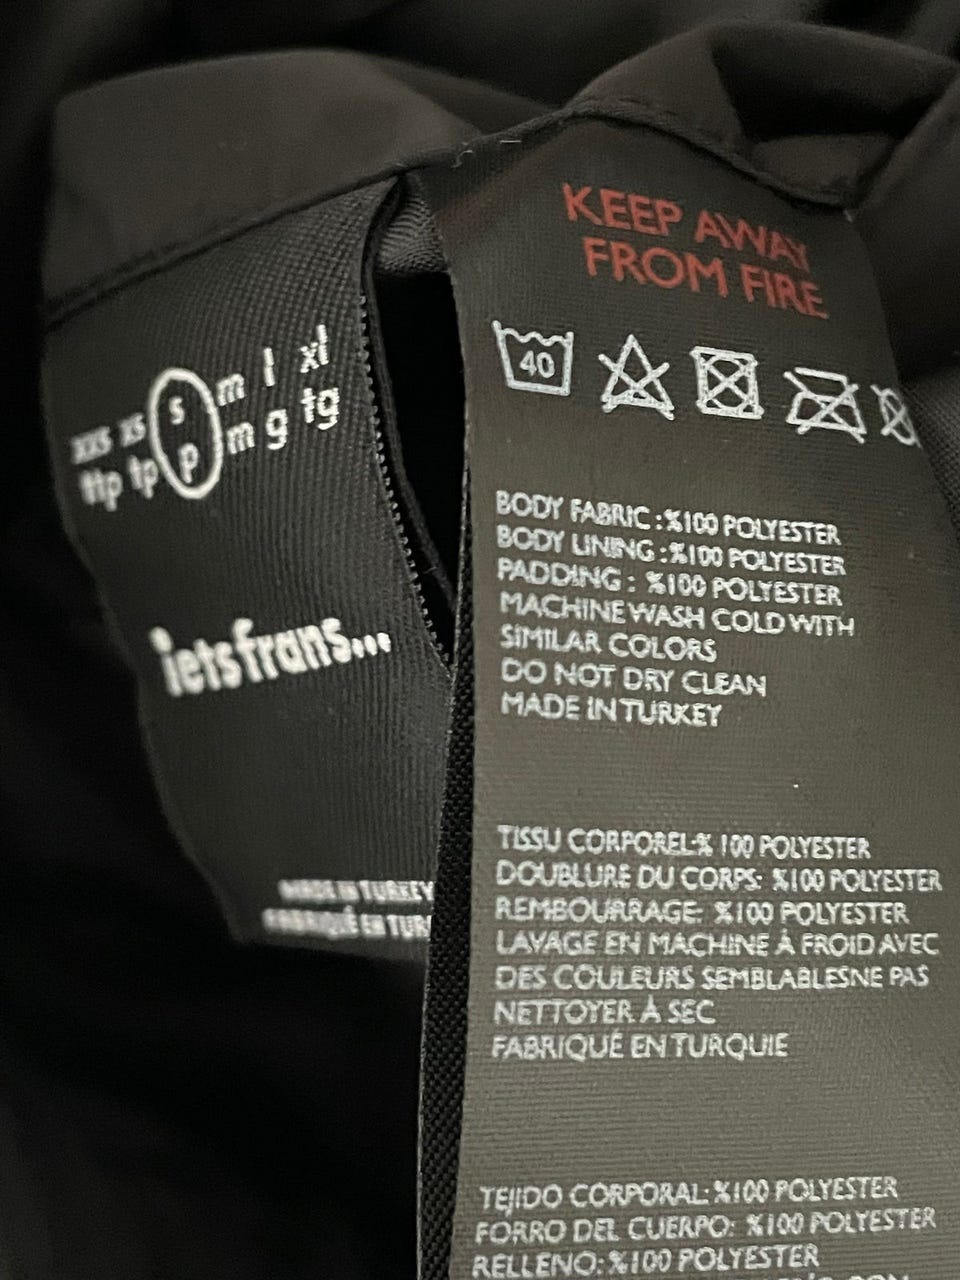 xxs xs s m l xl
ttp tp p m g tg
iets frans...
MADE IN TURKEY
FABRIQUÉ EN TUR
KEEP AWAY
FROM FIRE
40
BODY FABRIC :%100 POLYESTER
BODY LINING :%100 POLYESTER
PADDING : %100 POLYESTER
MACHINE WASH COLD WITH
SIMILAR COLORS
DO NOT DRY CLEAN
MADE IN TURKEY
TISSU CORPOREL:% 100 POLYESTER
DOUBLURE DU CORPS: %100 POLYESTER
REMBOURRAGE: %100 POLYESTER
LAVAGE EN MACHINE À FROID AVEC
DES COULEURS SEMBLABLESNE PAS
NETTOYER À SEC
FABRIQUÉ EN TURQUIE
TEJIDO CORPORAL: %100 POLYESTER
FORRO DEL CUERPO: %100 POLYESTER
RELLENO: %100 POLYESTER